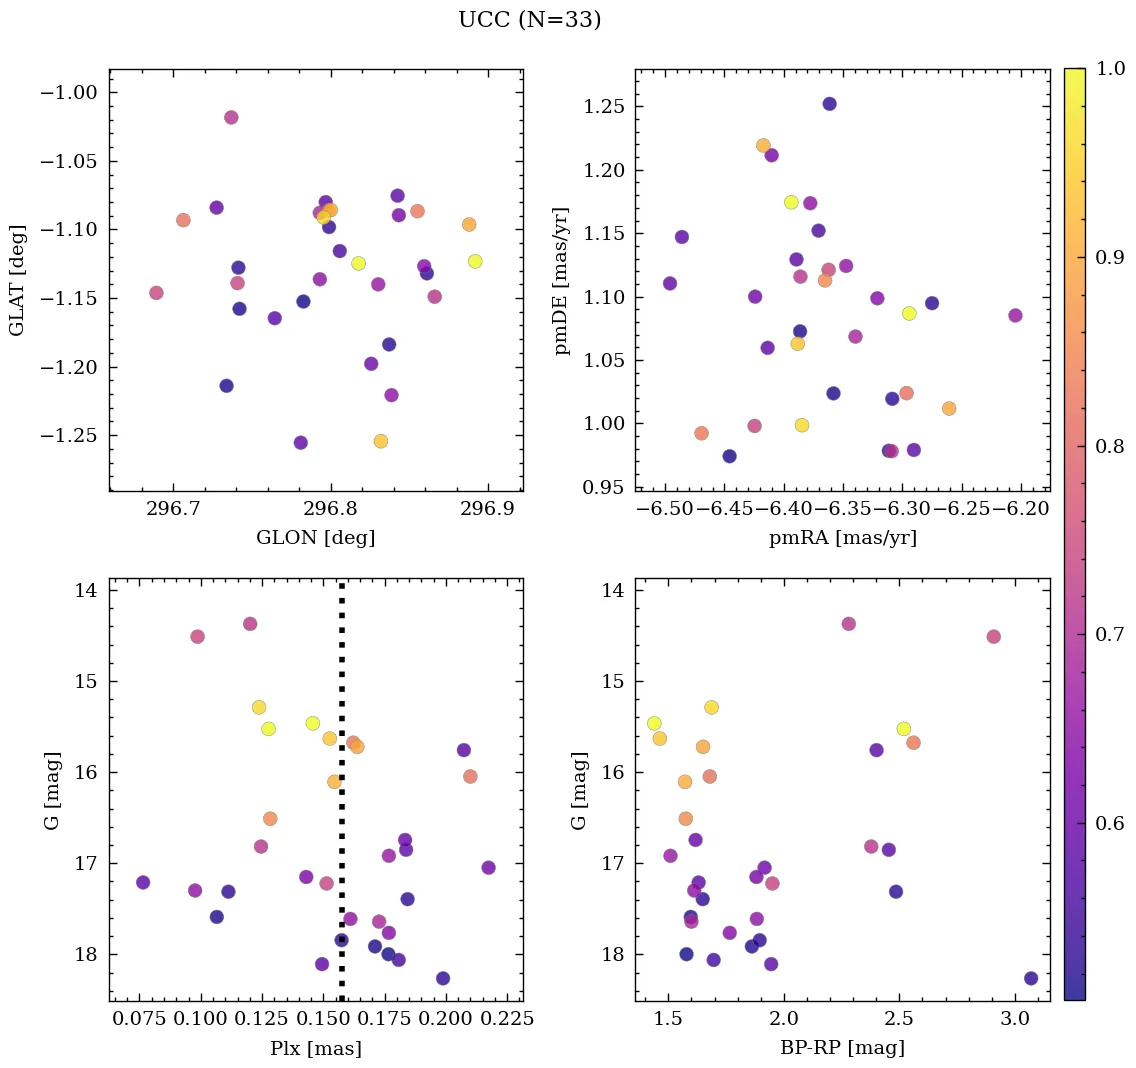 UCC (N=33)
−1.00
−1.05
−1.10
−1.15
−1.20
−1.25
GLAT [deg]
296.7 296.8 296.9
GLON [deg]
1.25
1.20
1.15
1.10
1.05
1.00
0.95
pmDE [mas/yr]
−6.50 −6.45 −6.40 −6.35 −6.30 −6.25 −6.20
pmRA [mas/yr]
1.0
0.9
0.8
0.7
0.6
14
15
16
17
18
G [mag]
0.075 0.100 0.125 0.150 0.175 0.200 0.225
Plx [mas]
14
15
16
17
18
G [mag]
1.5 2.0 2.5 3.0
BP-RP [mag]